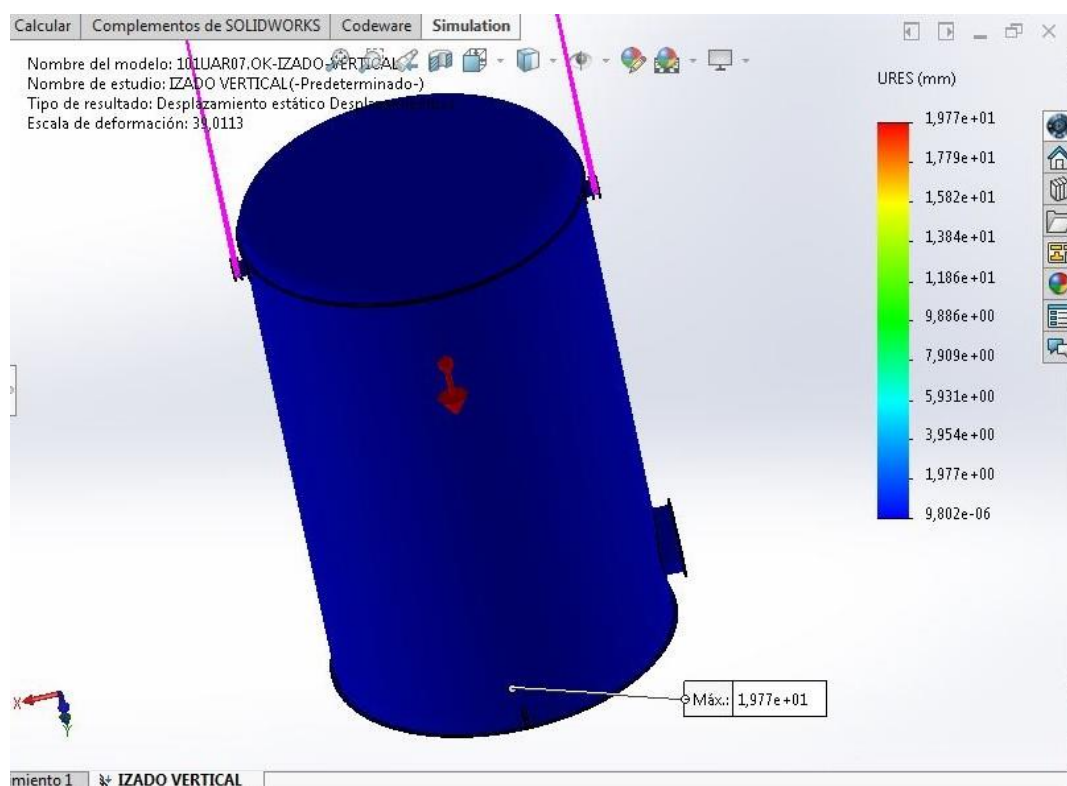 Calcular Complementos de SOLIDWORKS Codeware Simulation
Nombre del modelo: 101UAR07.OK-IZADO-VERTICAL
Nombre de estudio: IZADO VERTICAL(-Predeterminado-)
Tipo de resultado: Desplazamiento estático
Escala de deformación: 39,0113
URES (mm)
1,977e+01
1,779e+01
1,582e+01
1,384e+01
1,186e+01
9,886e+00
7,909e+00
5,931e+00
3,954e+00
1,977e+00
9,802e-06
Máx.: 1,977e+01
X
Y
miento 1 IZADO VERTICAL